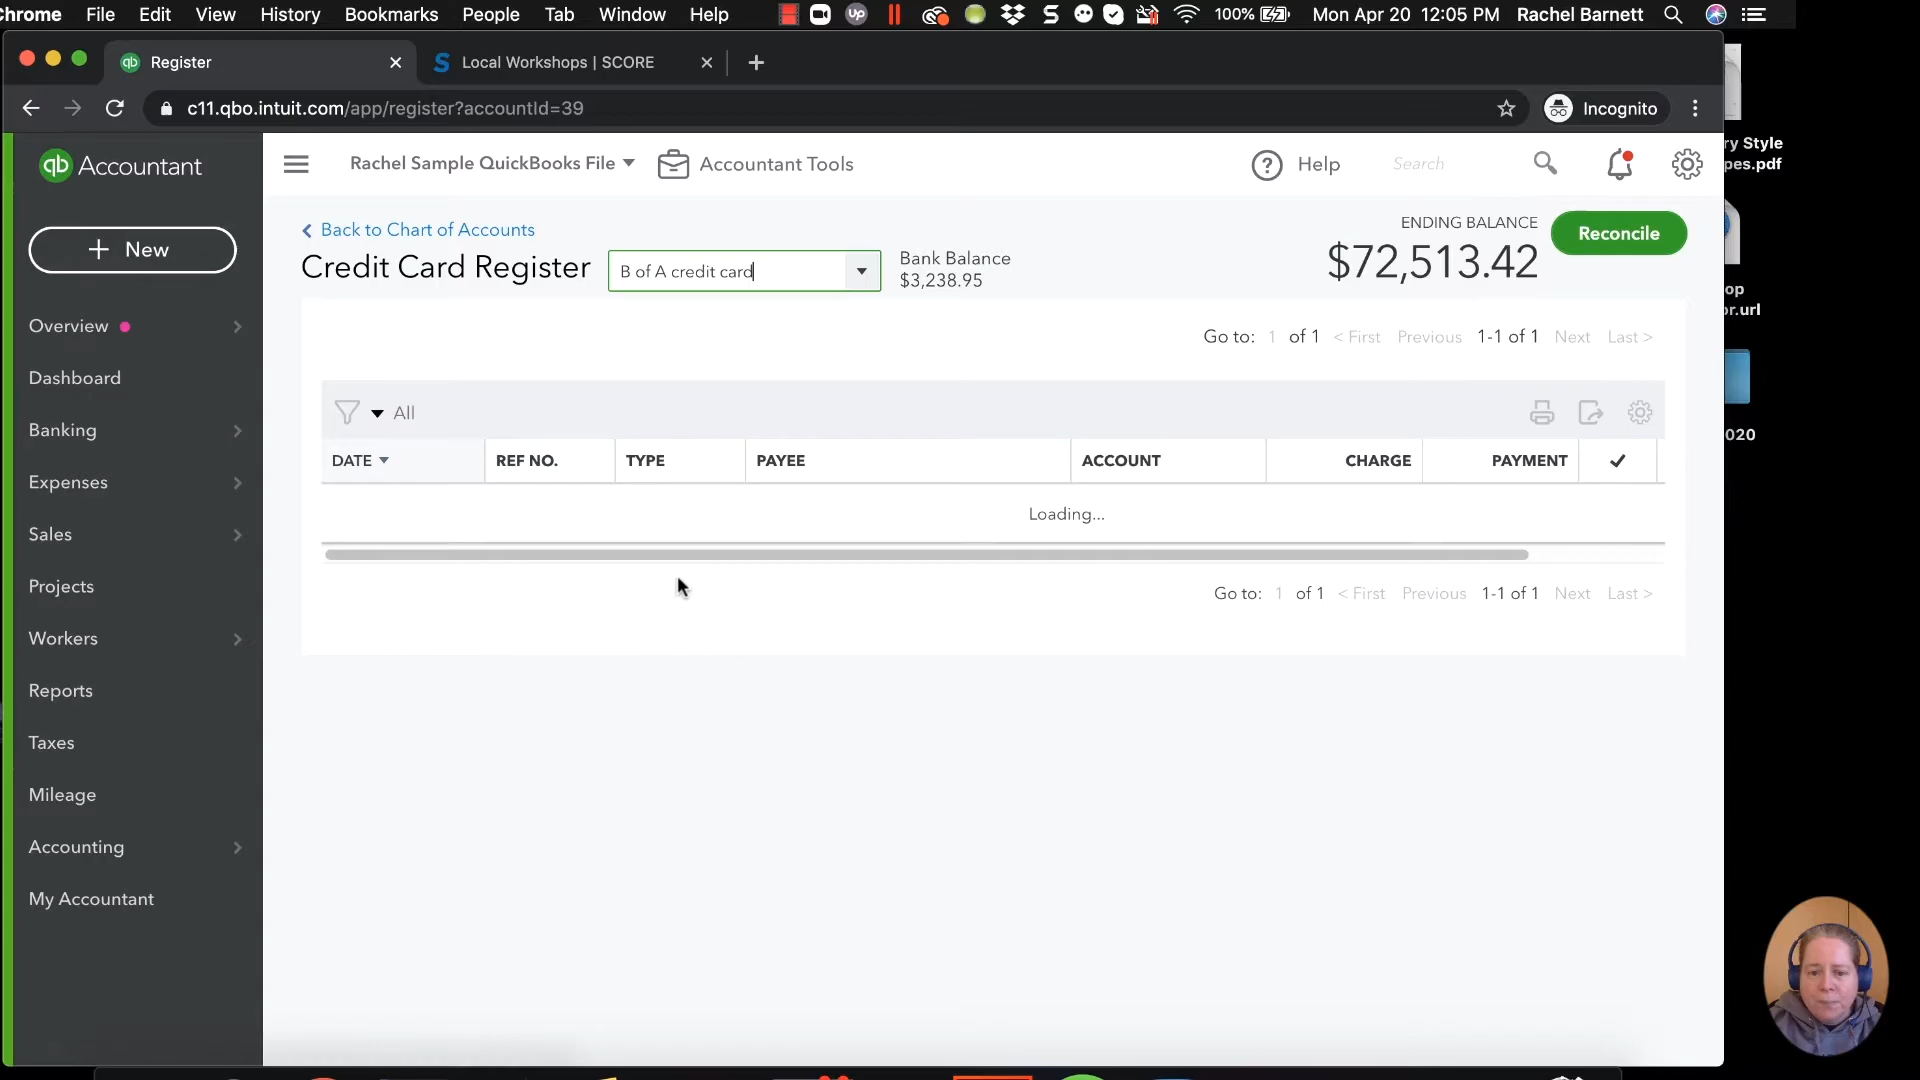 Chrome File Edit View History Bookmarks People Tab Window Help UP S 100% Mon Apr 20 12:05 PM Rachel Barnett
Register Local Workshops | SCORE
c11.qbo.intuit.com/app/register?accountId=39 Incognito
qb Accountant
Rachel Sample QuickBooks File Accountant Tools Help Search
New
Overview
Dashboard
Banking
Expenses
Sales
Projects
Workers
Reports
Taxes
Mileage
Accounting
My Accountant
Back to Chart of Accounts
Credit Card Register B of A credit card
Bank Balance
$3,238.95
ENDING BALANCE
$72,513.42
Reconcile
Go to: 1 of 1 < First Previous 1-1 of 1 Next Last >
All
DATE REF NO. TYPE PAYEE ACCOUNT CHARGE PAYMENT
Loading...
Go to: 1 of 1 < First Previous 1-1 of 1 Next Last >
ry Style
pes.pdf
op
or.url
020